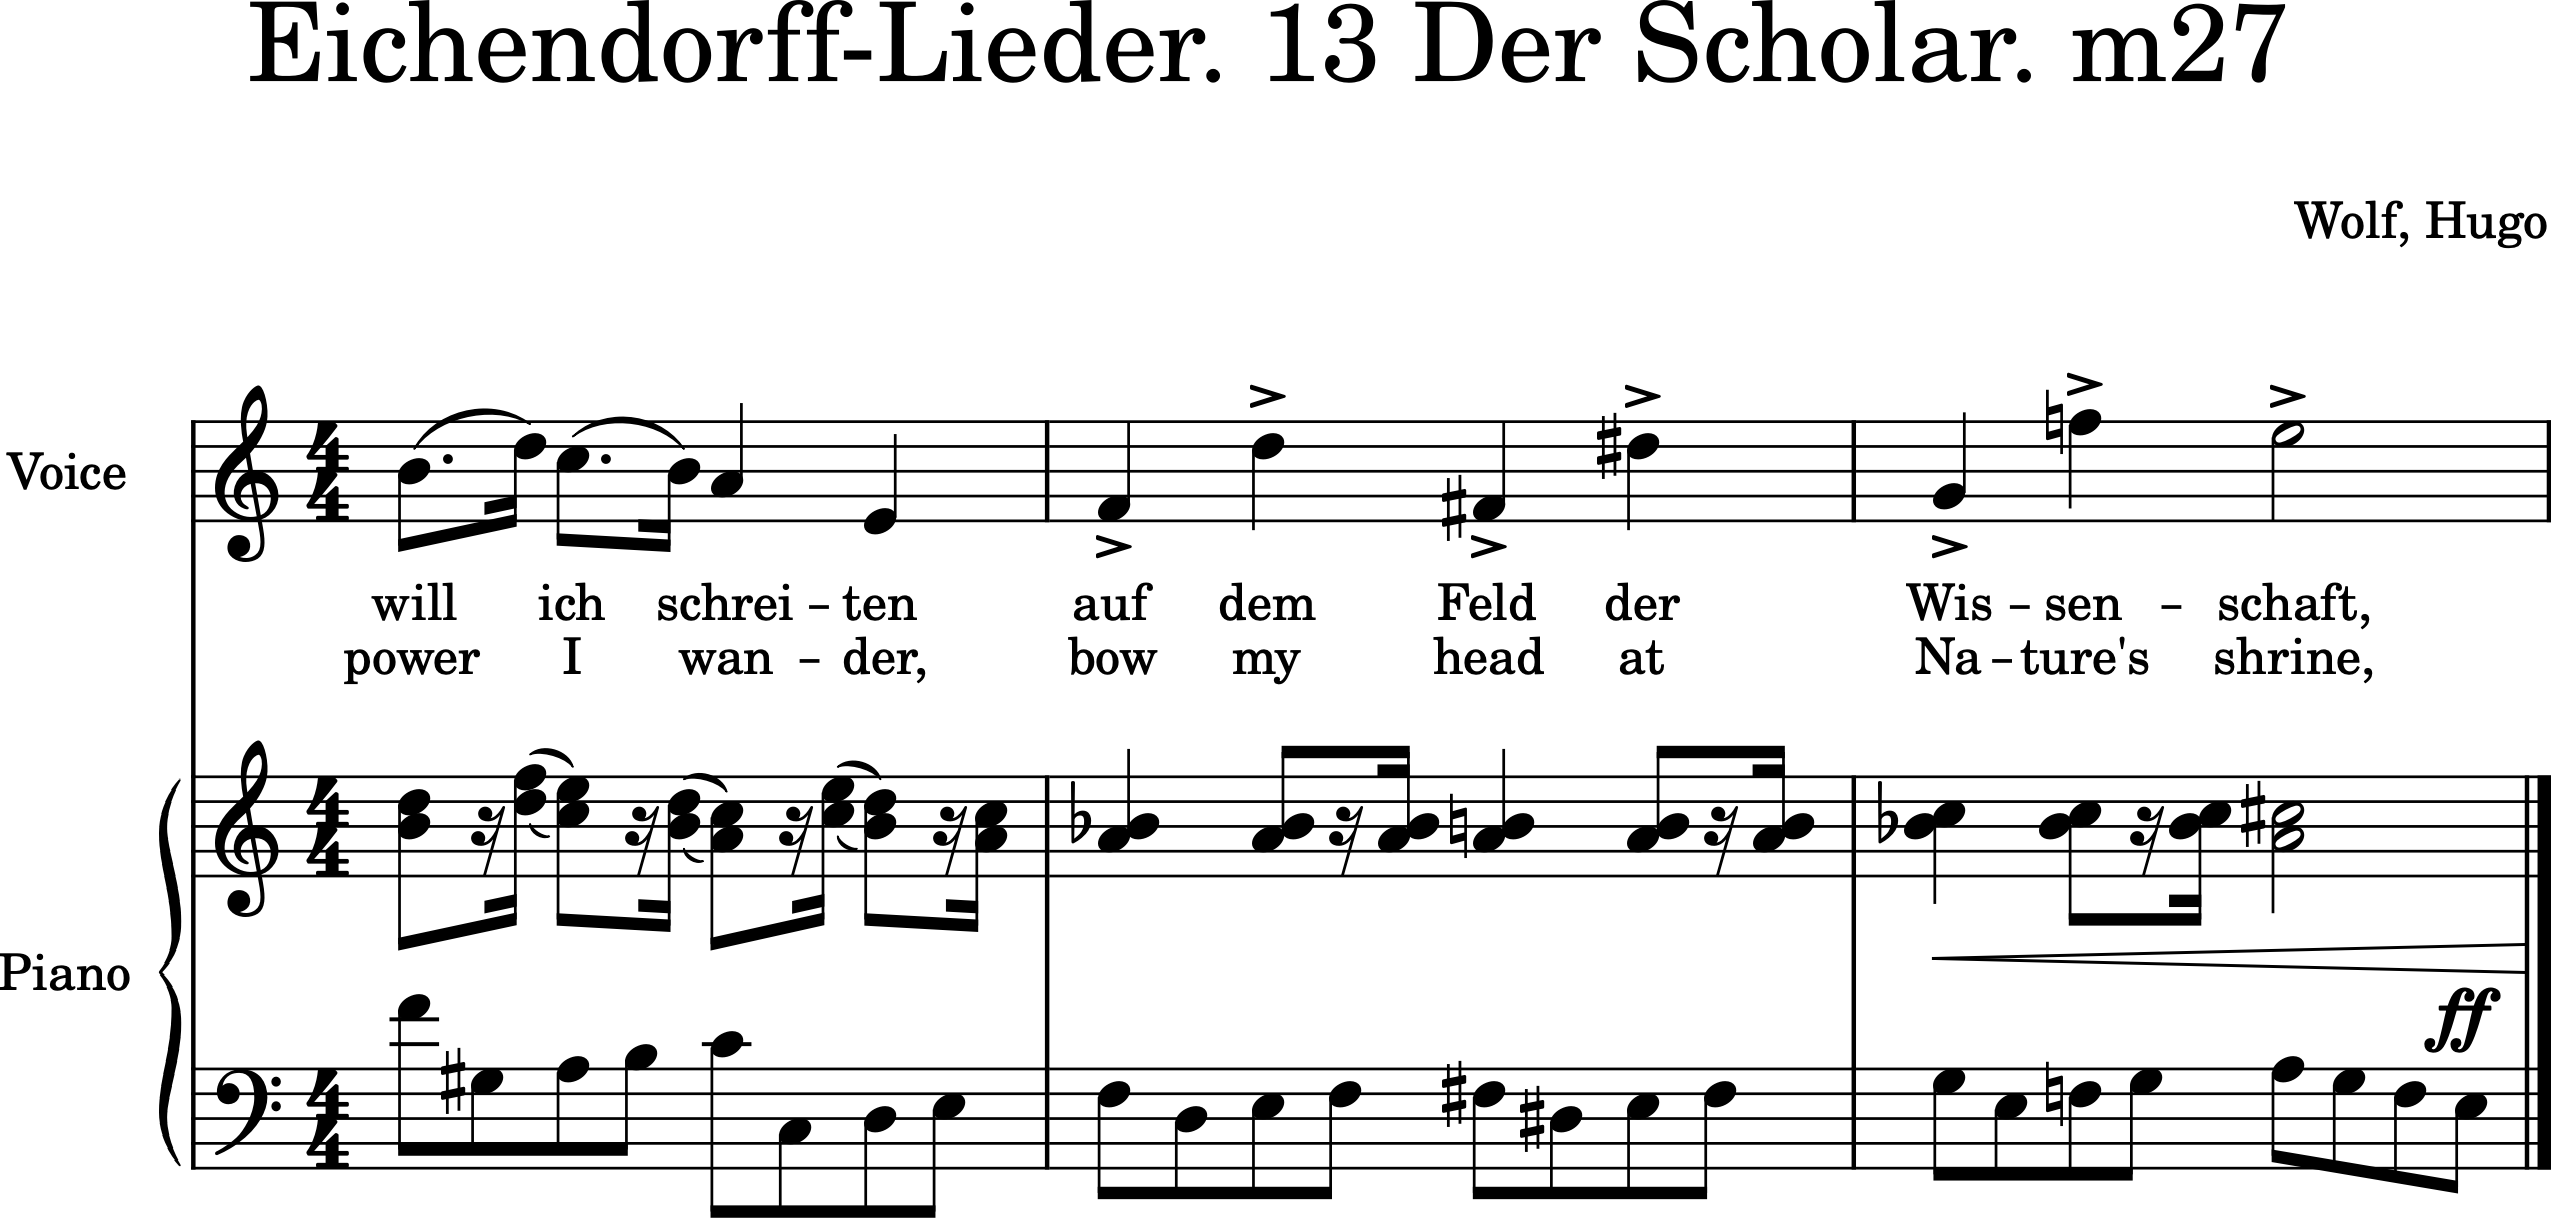 Eichendorff-Lieder. 13 Der Scholar. m27
Wolf, Hugo
Voice
will ich schrei – ten auf dem Feld der Wis – sen – schaft,
power I wan – der, bow my head at Na – ture's shrine,
Piano
ff